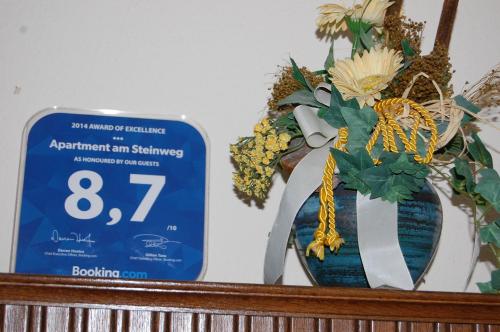 2014 AWARD OF EXCELLENCE
Apartment am Steinweg
AS HONOURED BY OUR GUESTS
8,7
/10
Booking.com